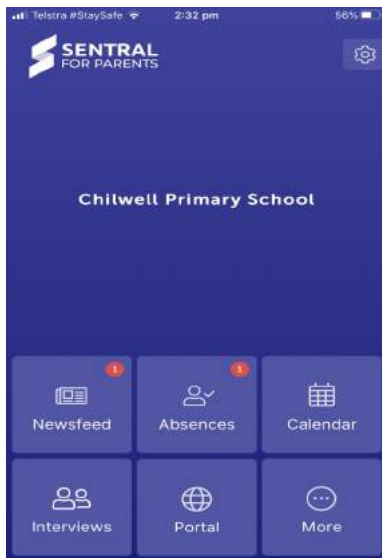 Telstra #StaySafe 2:32 pm 56%
SENTRAL
FOR PARENTS
Chilwell Primary School
1 1
Newsfeed Absences Calendar
Interviews Portal More